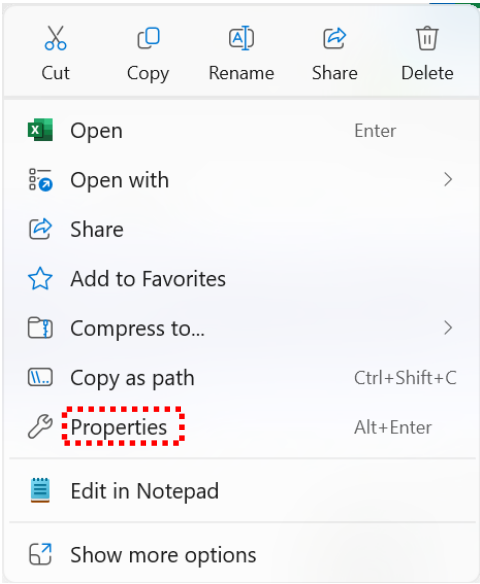 Cut Copy Rename Share Delete
Open Enter
Open with
Share
Add to Favorites
Compress to...
Copy as path Ctrl+Shift+C
Properties Alt+Enter
Edit in Notepad
Show more options